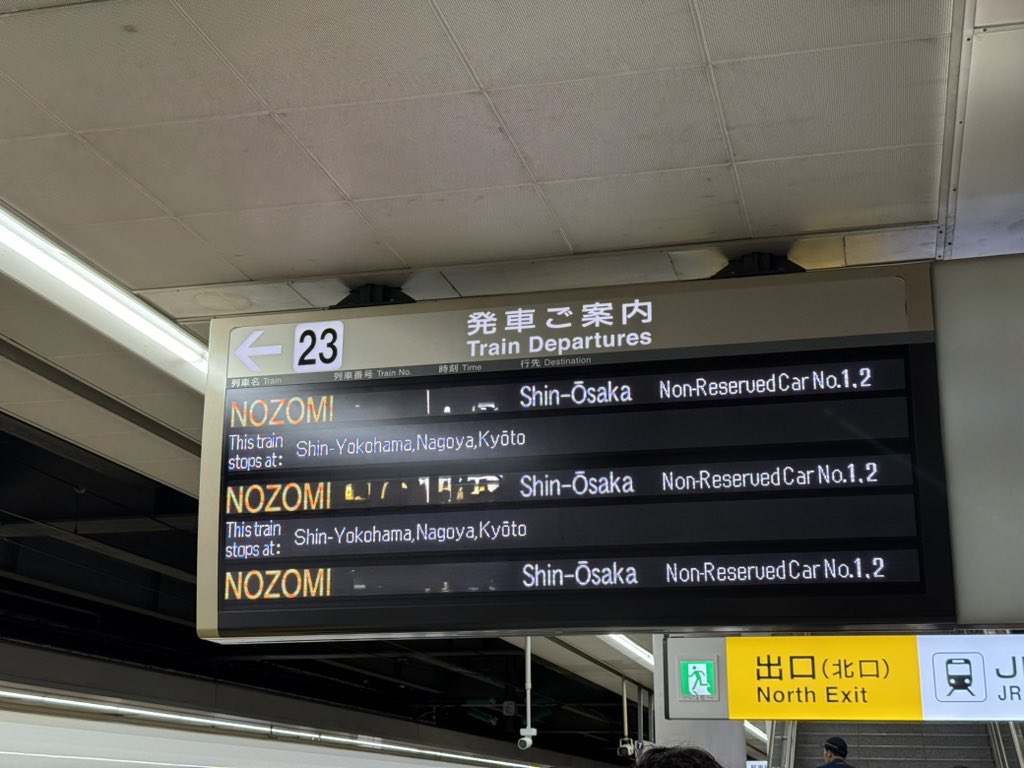 ← 23 発車ご案内
Train Departures
列車名 Train 列車番号 Train No. 時刻 Time 行先 Destination
NOZOMI Shin-Ōsaka Non-Reserved Car No.1,2
This train stops at: Shin-Yokohama,Nagoya,Kyōto
NOZOMI Shin-Ōsaka Non-Reserved Car No.1,2
This train stops at: Shin-Yokohama,Nagoya,Kyōto
NOZOMI Shin-Ōsaka Non-Reserved Car No.1,2
出口(北口)
North Exit
JR